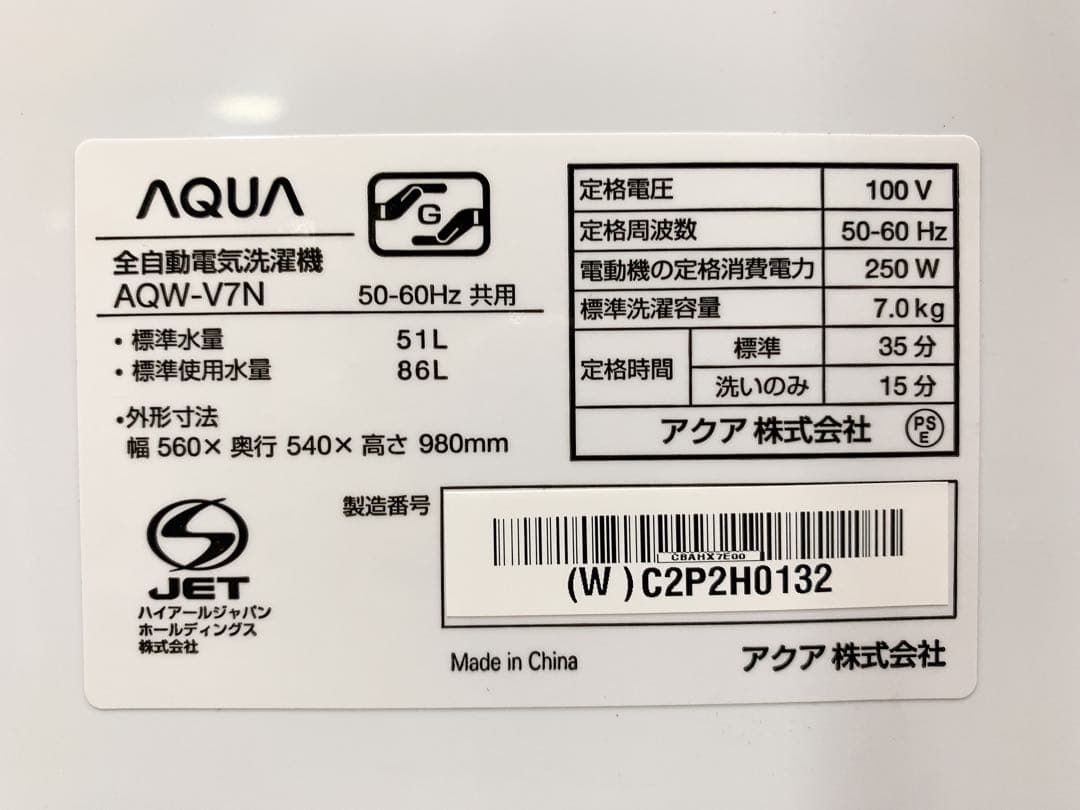 AQUA
G
全自動電気洗濯機
AQW-V7N 50-60Hz 共用
・標準水量 51L
・標準使用水量 86L
・外形寸法
幅 560× 奥行 540× 高さ 980mm
定格電圧 100 V
定格周波数 50-60 Hz
電動機の定格消費電力 250 W
標準洗濯容量 7.0kg
定格時間 標準 35 分
洗いのみ 15 分
アクア 株式会社 PSE
JET
ハイアールジャパン
ホールディングス
株式会社
製造番号
CBAHX7E00
(W )C2P2H0132
Made in China
アクア 株式会社